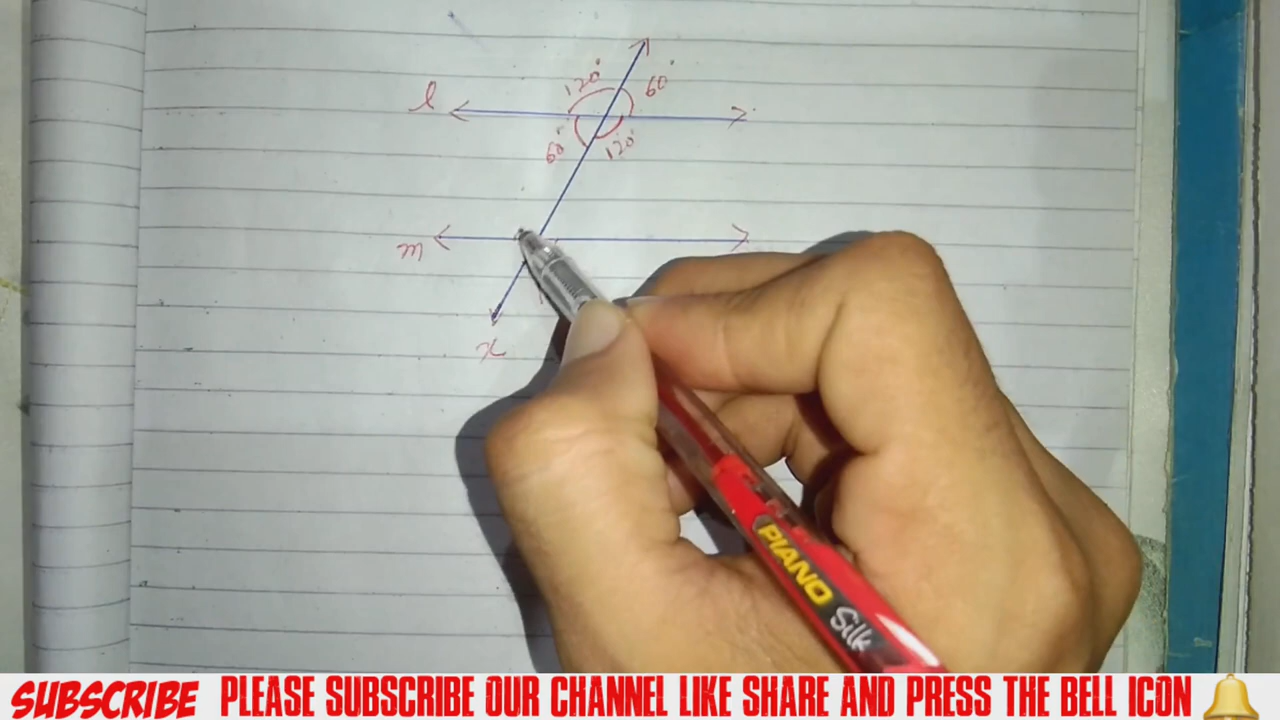 120° 60°
l
60° 120°
m
x
PIANO Silk
SUBSCRIBE PLEASE SUBSCRIBE OUR CHANNEL LIKE SHARE AND PRESS THE BELL ICON